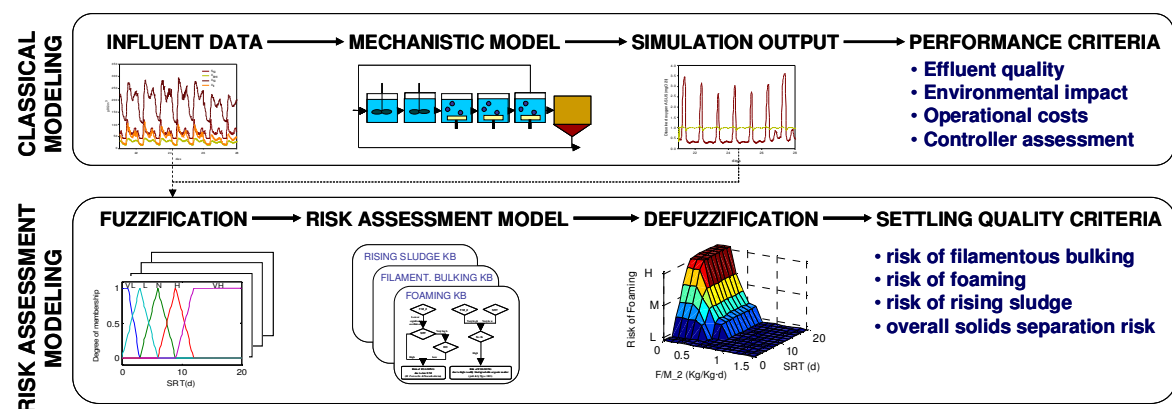 CLASSICAL
MODELING
INFLUENT DATA
MECHANISTIC MODEL
SIMULATION OUTPUT
PERFORMANCE CRITERIA
• Effluent quality
• Environmental impact
• Operational costs
• Controller assessment
RISK ASSESSMENT
MODELING
FUZZIFICATION
RISK ASSESSMENT MODEL
DEFUZZIFICATION
SETTLING QUALITY CRITERIA
VL L N H VH
Degree of membership
1
0.5
0
0 10 20
SRT(d)
RISING SLUDGE KB
FILAMENT. BULKING KB
FOAMING KB
Risk of Foaming
H
M
L
0 0.5 1 1.5
F/M_2 (Kg/Kg·d)
0 10 20
SRT (d)
• risk of filamentous bulking
• risk of foaming
• risk of rising sludge
• overall solids separation risk